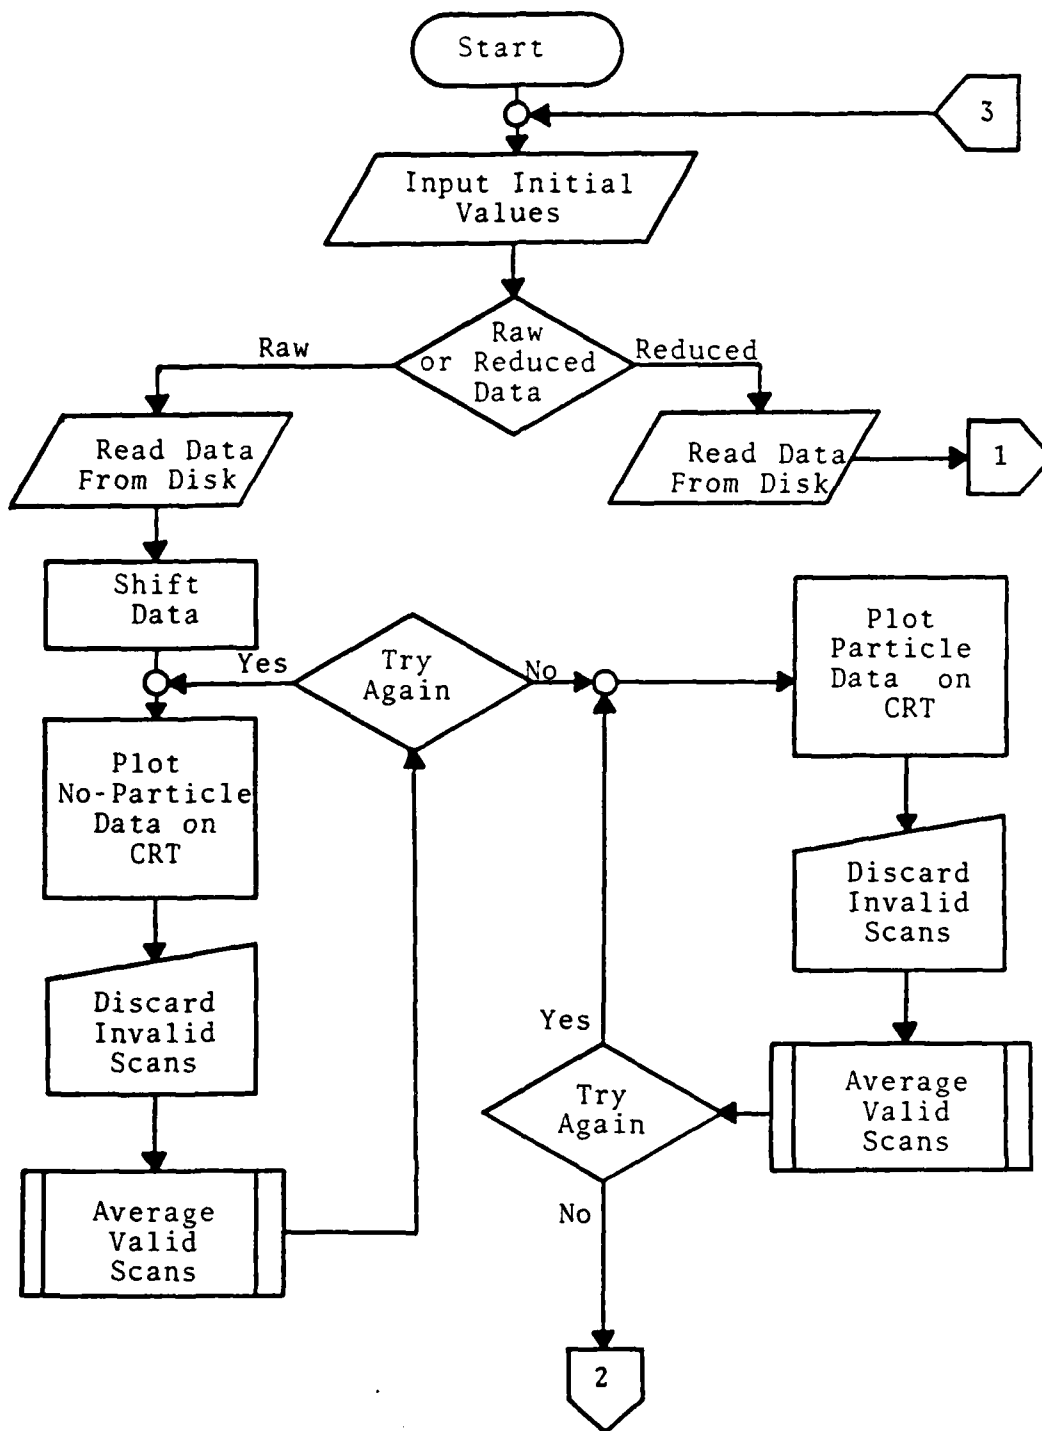 Start
3
Input Initial
Values
Raw
or Reduced
Data
Raw
Reduced
Read Data
From Disk
Read Data
From Disk
1
Shift
Data
Yes
Try
Again
No
Plot
Particle
Data on
CRT
Plot
No-Particle
Data on
CRT
Discard
Invalid
Scans
Discard
Invalid
Scans
Yes
Try
Again
Average
Valid
Scans
No
Average
Valid
Scans
2